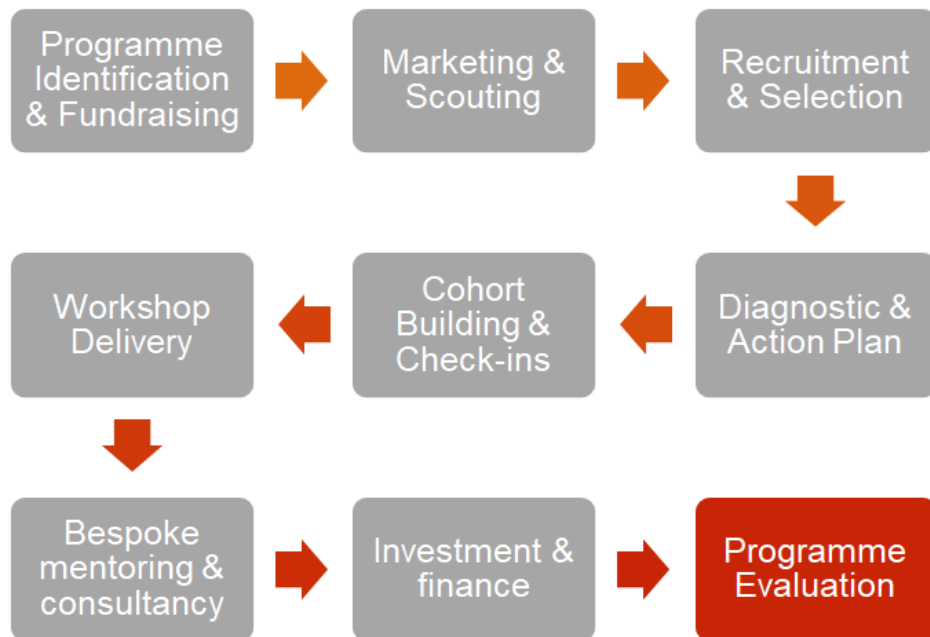 Programme
Identification
& Fundraising
Marketing &
Scouting
Recruitment
& Selection
Diagnostic &
Action Plan
Cohort
Building &
Check-ins
Workshop
Delivery
Bespoke
mentoring &
consultancy
Investment &
finance
Programme
Evaluation